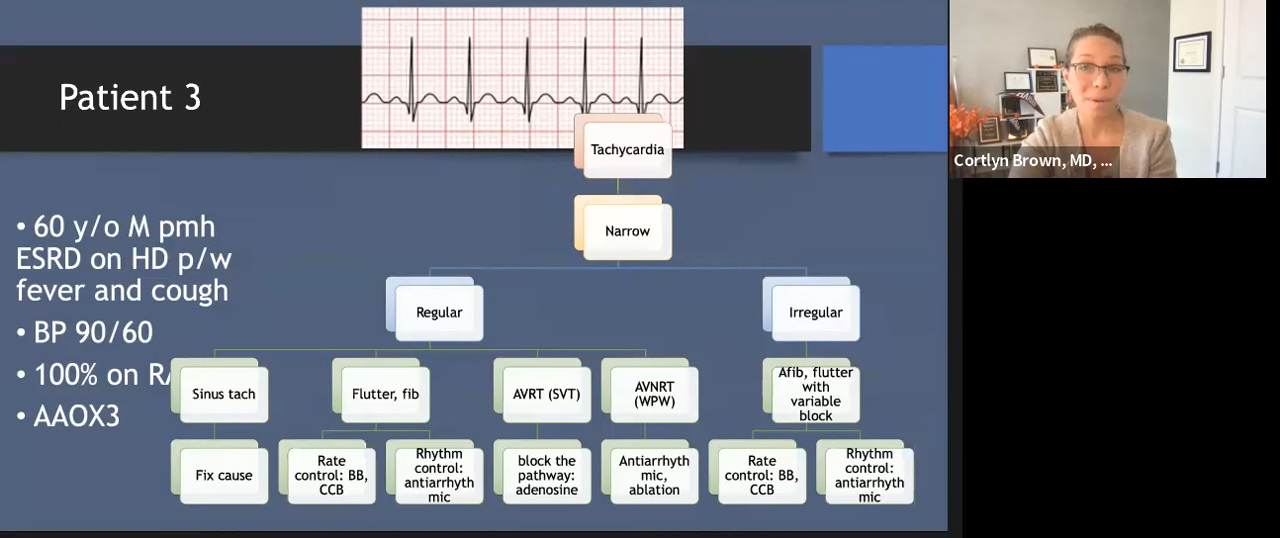 Patient 3
• 60 y/o M pmh
ESRD on HD p/w
fever and cough
• BP 90/60
• 100% on R
• AAOX3
Tachycardia
Narrow
Regular
Irregular
Sinus tach
Flutter, fib
AVRT (SVT)
AVNRT
(WPW)
Afib, flutter
with
variable
block
Fix cause
Rate
control: BB,
CCB
Rhythm
control:
antiarrhyth
mic
block the
pathway:
adenosine
Antiarrhyth
mic,
ablation
Rate
control: BB,
CCB
Rhythm
control:
antiarrhyth
mic
Cortlyn Brown, MD, ...